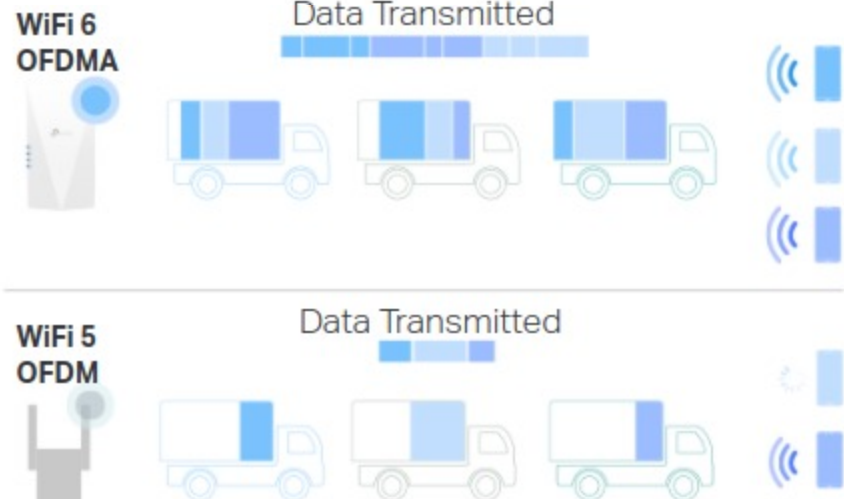 Data Transmitted
WiFi 6
OFDMA
Data Transmitted
WiFi 5
OFDM